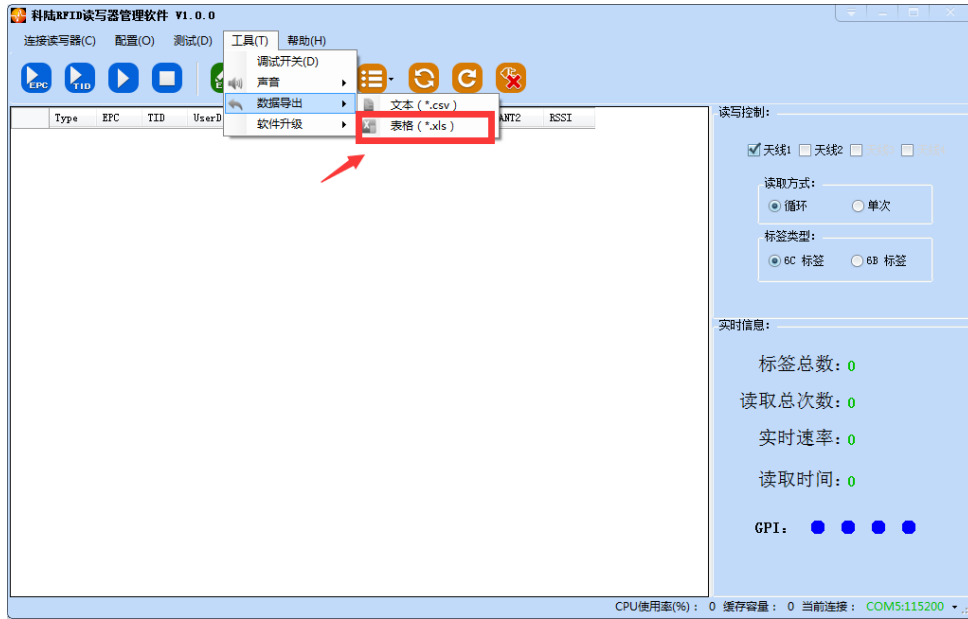 科陆RFID读写器管理软件 V1.0.0
连接读写器(C) 配置(O) 测试(D) 工具(T) 帮助(H)
调试开关(D)
声音
数据导出
软件升级
文本 ( *.csv )
表格 ( *.xls )
EPC TID
Type EPC TID UserD ANT2 RSSI
读写控制:
天线1 天线2
读取方式:
循环 单次
标签类型:
6C 标签 6B 标签
实时信息:
标签总数: 0
读取总次数: 0
实时速率: 0
读取时间: 0
GPI:
CPU使用率(%) : 0 缓存容量 : 0 当前连接 : COM5:115200